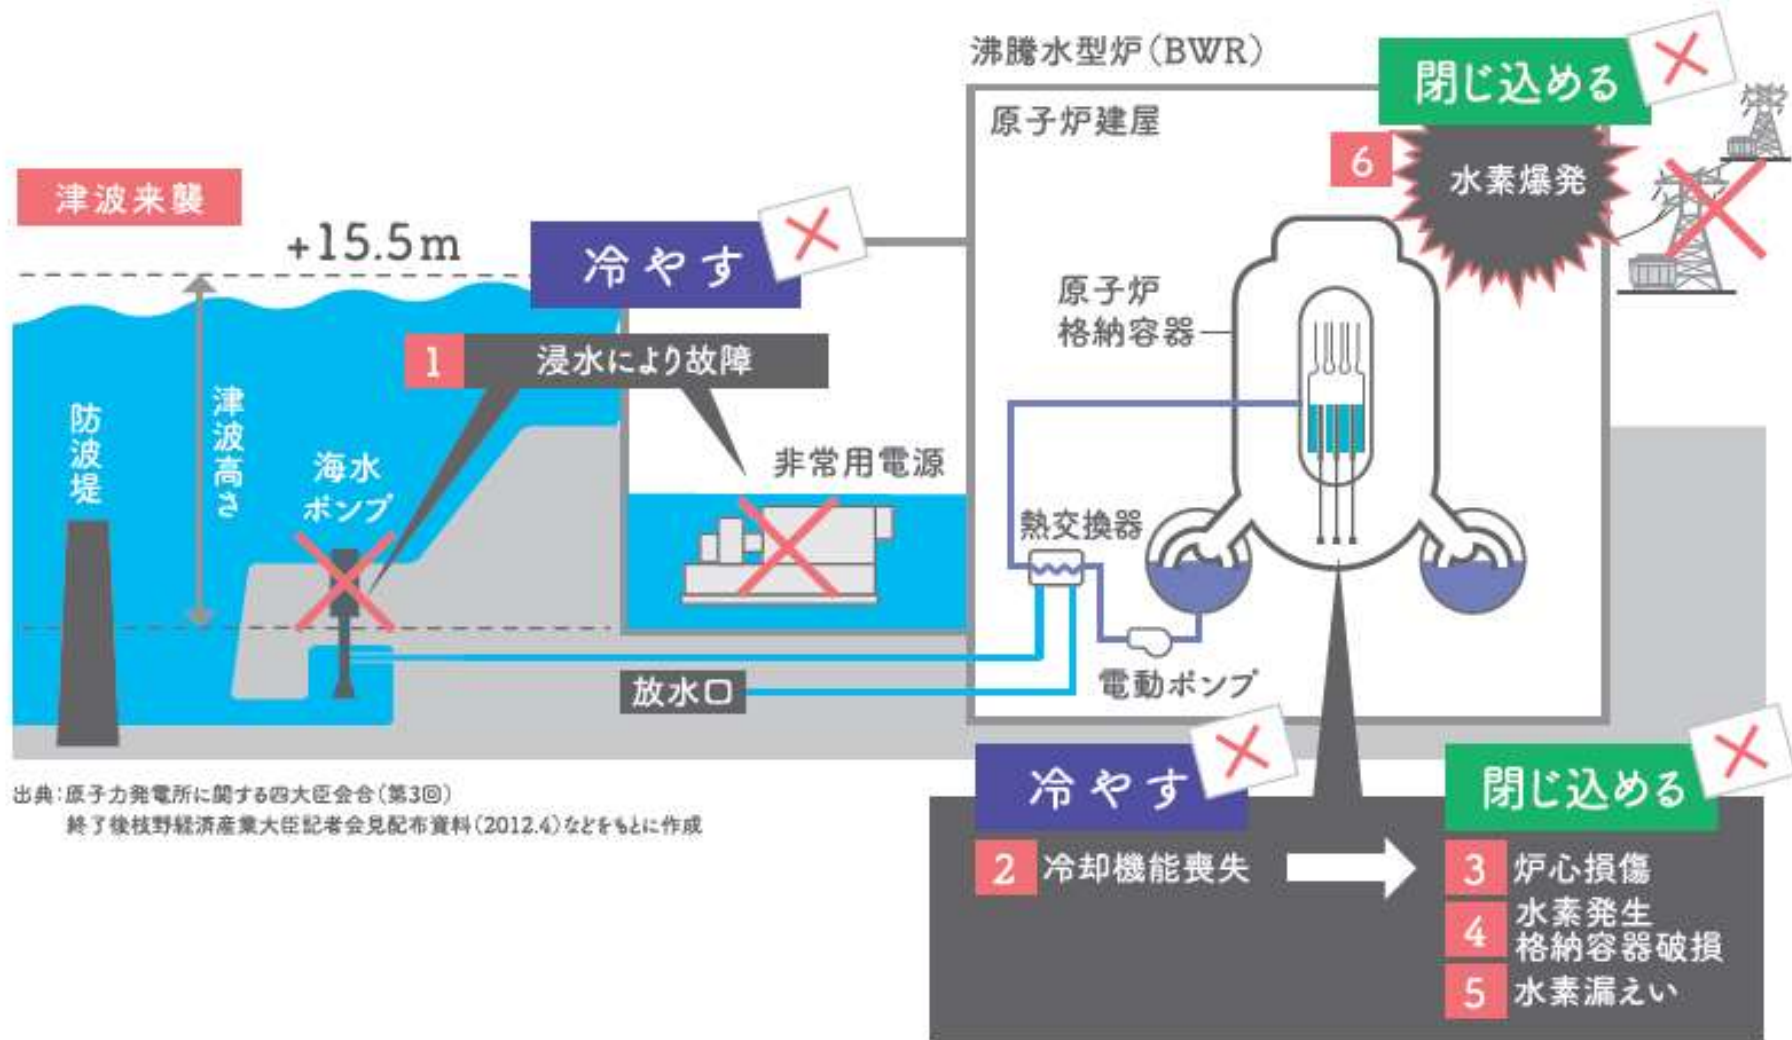 沸騰水型炉(BWR)
閉じ込める
原子炉建屋
6
水素爆発
津波来襲
+15.5m
冷やす
原子炉
格納容器
1
浸水により故障
防波堤
津波高さ
海水
ポンプ
非常用電源
熱交換器
放水口
電動ポンプ
冷やす
閉じ込める
2 冷却機能喪失
3 炉心損傷
4 水素発生
格納容器破損
5 水素漏えい
出典:原子力発電所に関する四大臣会合(第3回)
終了後枝野経済産業大臣記者会見配布資料(2012.4)などをもとに作成